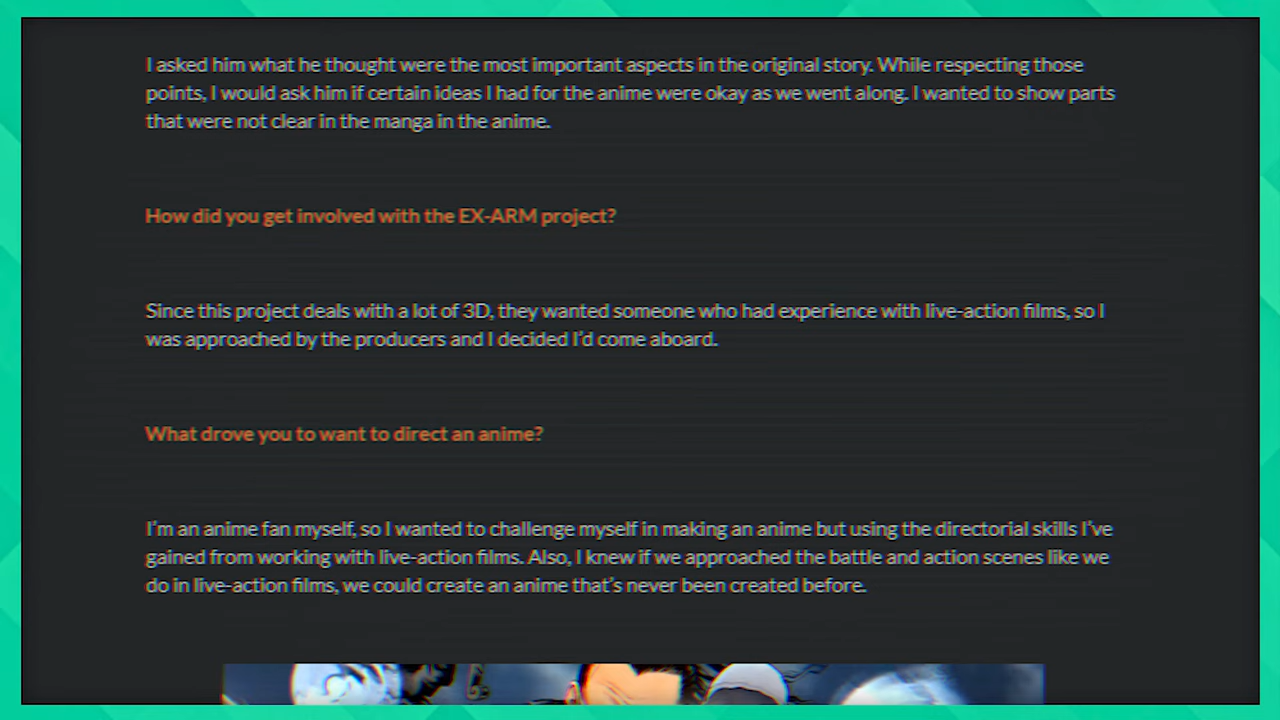 I asked him what he thought were the most important aspects in the original story. While respecting those
points, I would ask him if certain ideas I had for the anime were okay as we went along. I wanted to show parts
that were not clear in the manga in the anime.
How did you get involved with the EX-ARM project?
Since this project deals with a lot of 3D, they wanted someone who had experience with live-action films, so I
was approached by the producers and I decided I'd come aboard.
What drove you to want to direct an anime?
I'm an anime fan myself, so I wanted to challenge myself in making an anime but using the directorial skills I've
gained from working with live-action films. Also, I knew if we approached the battle and action scenes like we
do in live-action films, we could create an anime that's never been created before.